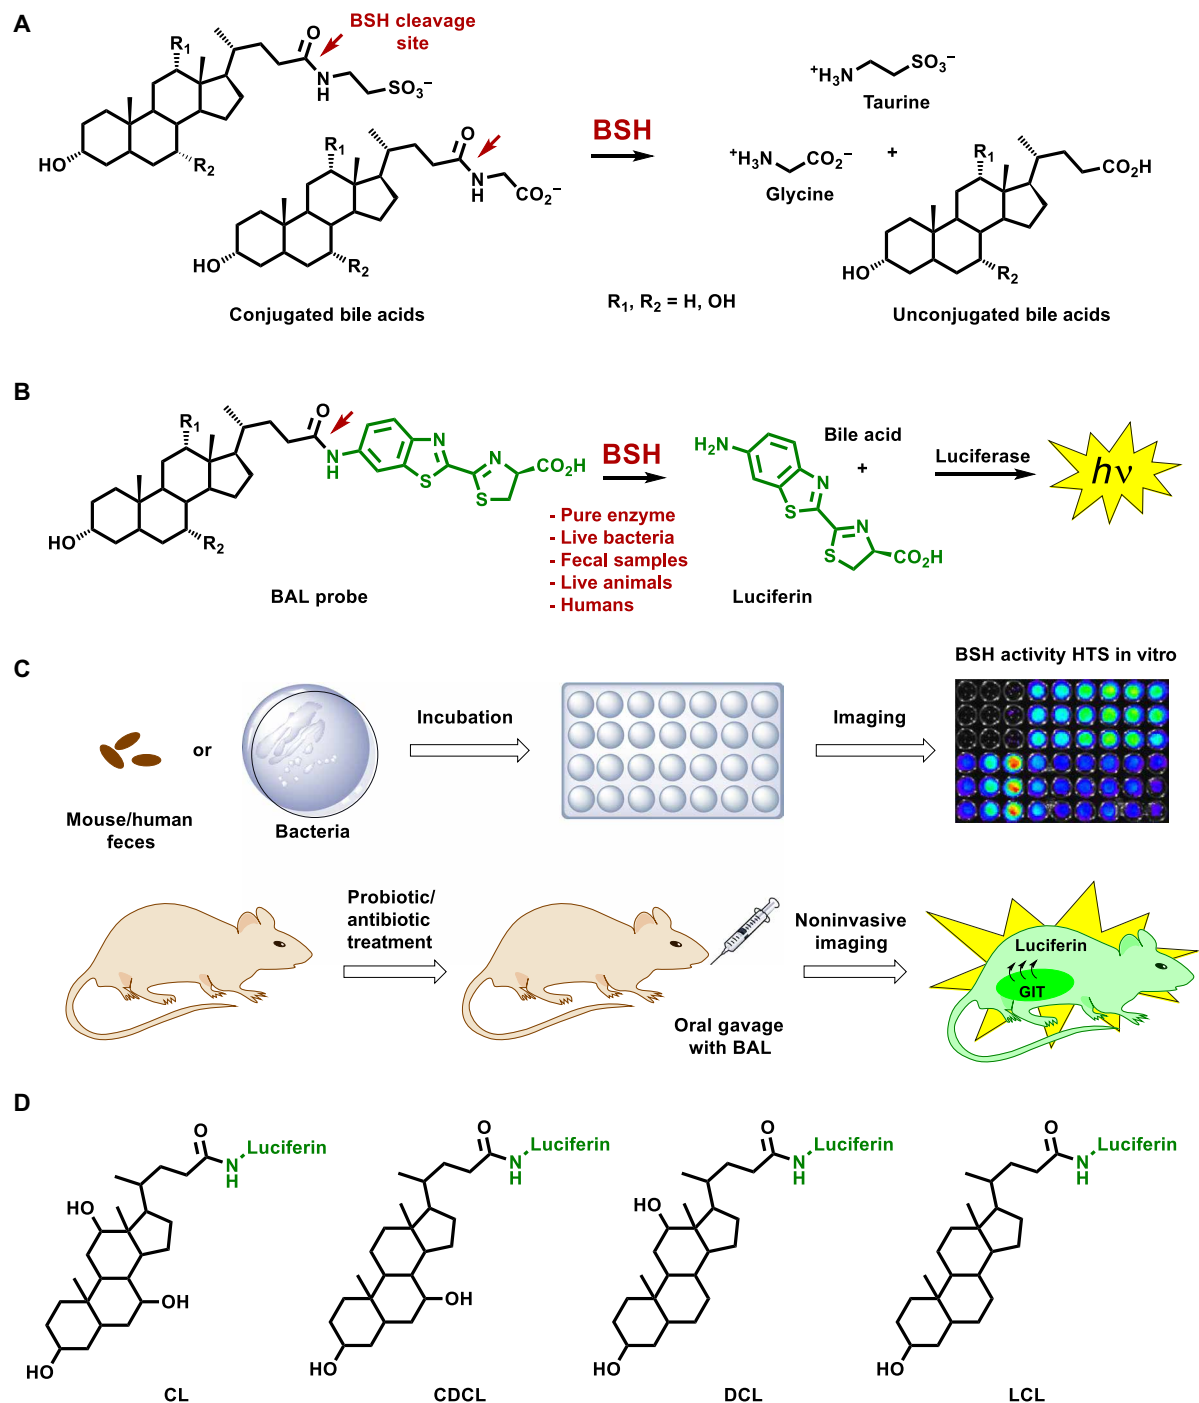 A
BSH cleavage
site
R₁
O
N
H
SO₃⁻
HO
R₂
R₁
O
N
H
CO₂⁻
HO
R₂
Conjugated bile acids
BSH
⁺H₃N
SO₃⁻
Taurine
⁺H₃N
CO₂⁻
+
Glycine
R₁
CO₂H
HO
R₂
R₁, R₂ = H, OH
Unconjugated bile acids
B
R₁
O
N
H
N
S
N
S
CO₂H
HO
R₂
BAL probe
BSH
- Pure enzyme
- Live bacteria
- Fecal samples
- Live animals
- Humans
H₂N
N
S
N
S
CO₂H
Luciferin
Bile acid
+
Luciferase
hν
C
BSH activity HTS in vitro
or
Mouse/human
feces
Bacteria
Incubation
Imaging
Probiotic/
antibiotic
treatment
Oral gavage
with BAL
Noninvasive
imaging
Luciferin
GIT
D
O
N
H
Luciferin
HO
OH
HO
CL
O
N
H
Luciferin
OH
HO
CDCL
O
N
H
Luciferin
HO
HO
DCL
O
N
H
Luciferin
HO
LCL